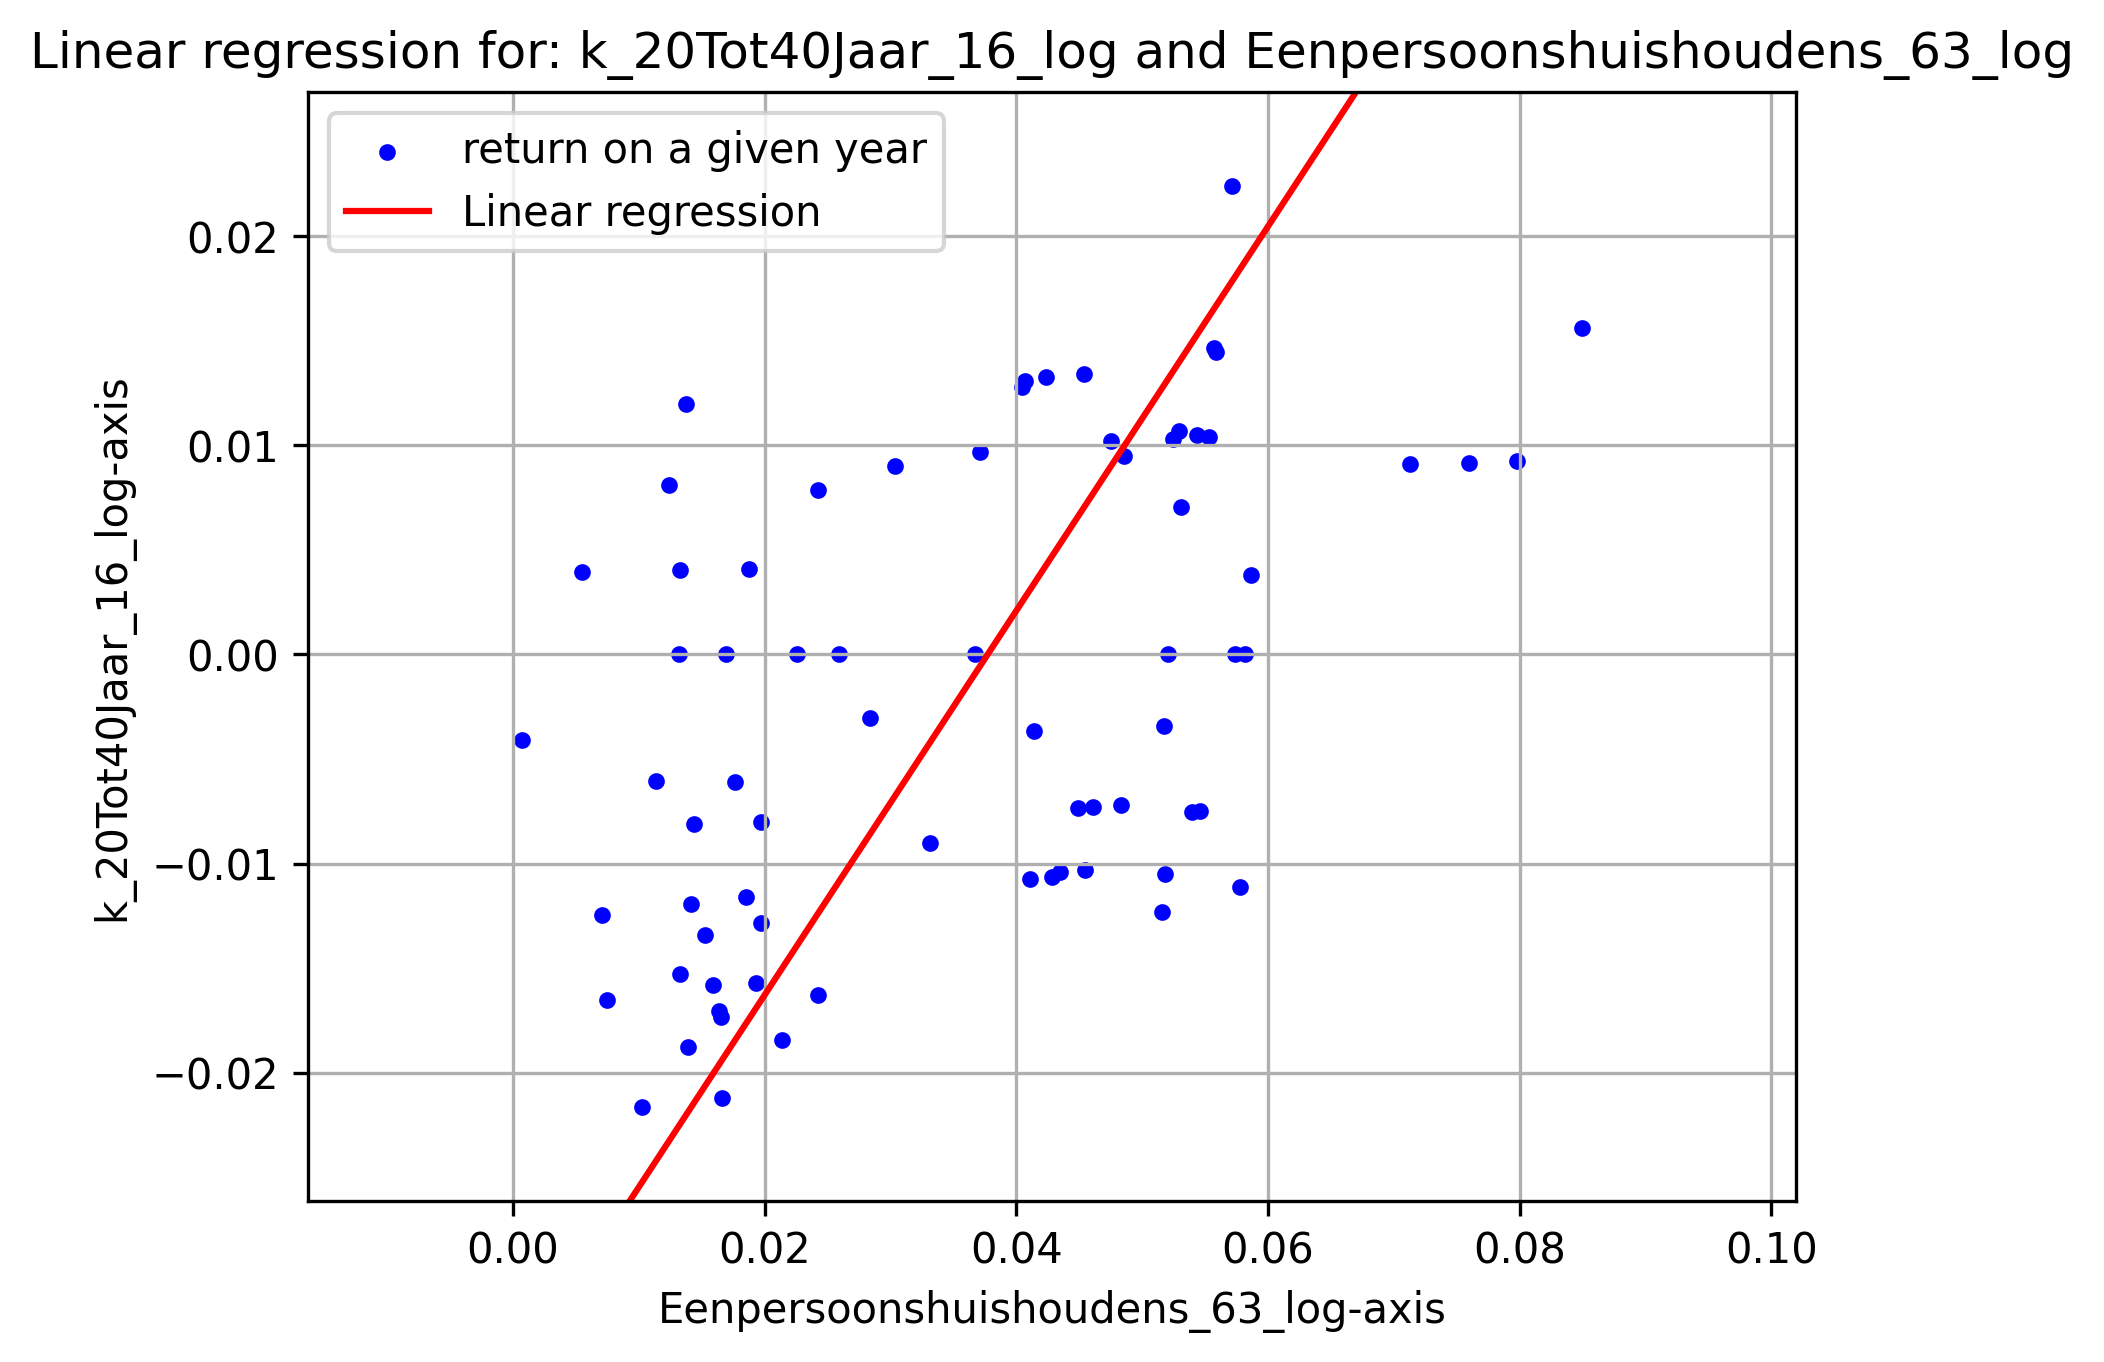 Linear regression for: k_20Tot40Jaar_16_log and Eenpersoonshuishoudens_63_log
return on a given year
Linear regression
k_20Tot40Jaar_16_log-axis
0.02
0.01
0.00
−0.01
−0.02
0.00 0.02 0.04 0.06 0.08 0.10
Eenpersoonshuishoudens_63_log-axis